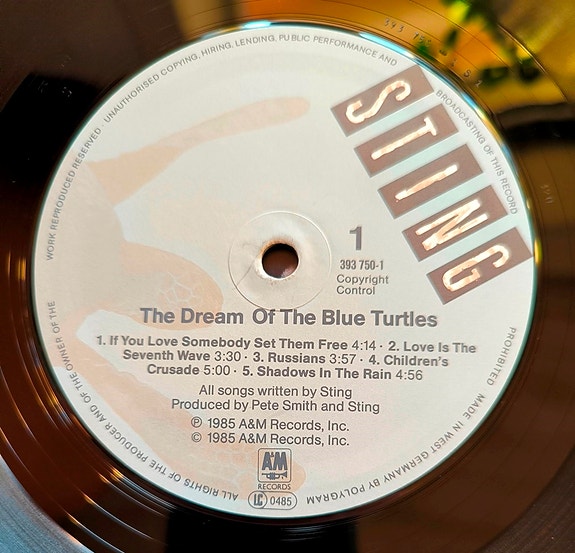 UNAUTHORISED COPYING, HIRING, LENDING, PUBLIC PERFORMANCE AND BROADCASTING OF THIS RECORD PROHIBITED MADE IN WEST GERMANY BY POLYGRAM
ALL RIGHTS OF THE PRODUCER AND OF THE OWNER OF THE WORK REPRODUCED RESERVED ·
STING
1
393 750-1
Copyright
Control
The Dream Of The Blue Turtles
1. If You Love Somebody Set Them Free 4:14 · 2. Love Is The
Seventh Wave 3:30 · 3. Russians 3:57 · 4. Children's
Crusade 5:00 · 5. Shadows In The Rain 4:56
All songs written by Sting
Produced by Pete Smith and Sting
℗ 1985 A&M Records, Inc.
© 1985 A&M Records, Inc.
A&M
RECORDS
LC 0485